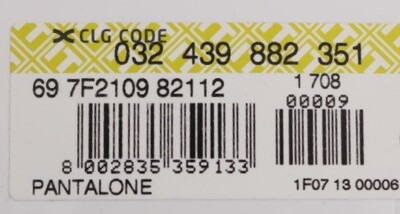 CLG CODE
032 439 882 351
69 7F2109 82112
1 708
00009
8 002835 359133
PANTALONE
1F07 13 00006